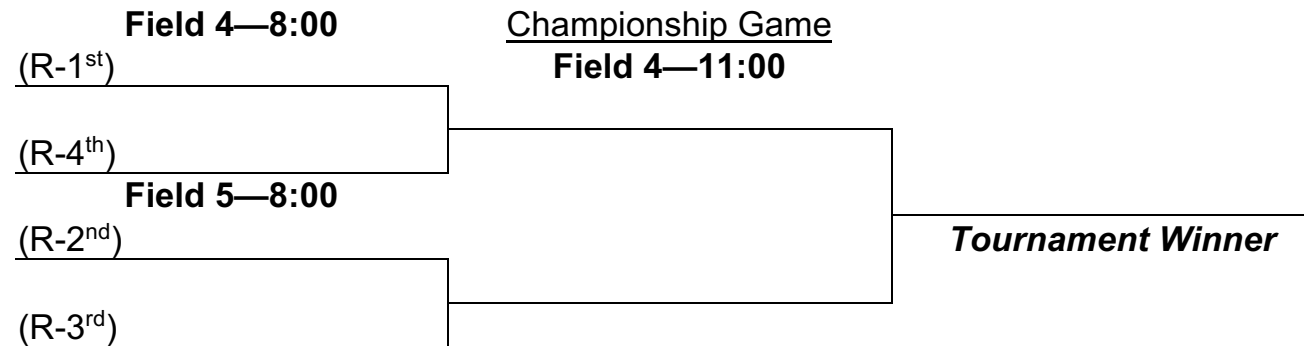 Field 4—8:00 Championship Game
(R-1st) Field 4—11:00
(R-4th)
Field 5—8:00
(R-2nd) Tournament Winner
(R-3rd)